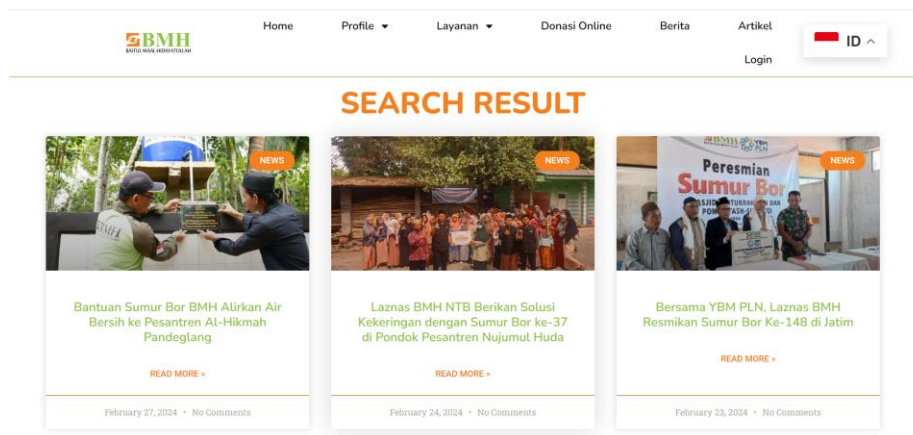 Home
Profile
Layanan
Donasi Online
Berita
Artikel
Login
BMH
BAITUL MAAL HIDAYATULLAH
ID
SEARCH RESULT
NEWS
BMH
Bantuan Sumur Bor BMH Alirkan Air
Bersih ke Pesantren Al-Hikmah
Pandeglang
READ MORE »
February 27, 2024 • No Comments
NEWS
Laznas BMH NTB Berikan Solusi
Kekeringan dengan Sumur Bor ke-37
di Pondok Pesantren Nujumul Huda
READ MORE »
February 24, 2024 • No Comments
NEWS
BMH YBM
PLN
Peresmian
Sumur Bor
Bersama YBM PLN, Laznas BMH
Resmikan Sumur Bor Ke-148 di Jatim
READ MORE »
February 23, 2024 • No Comments